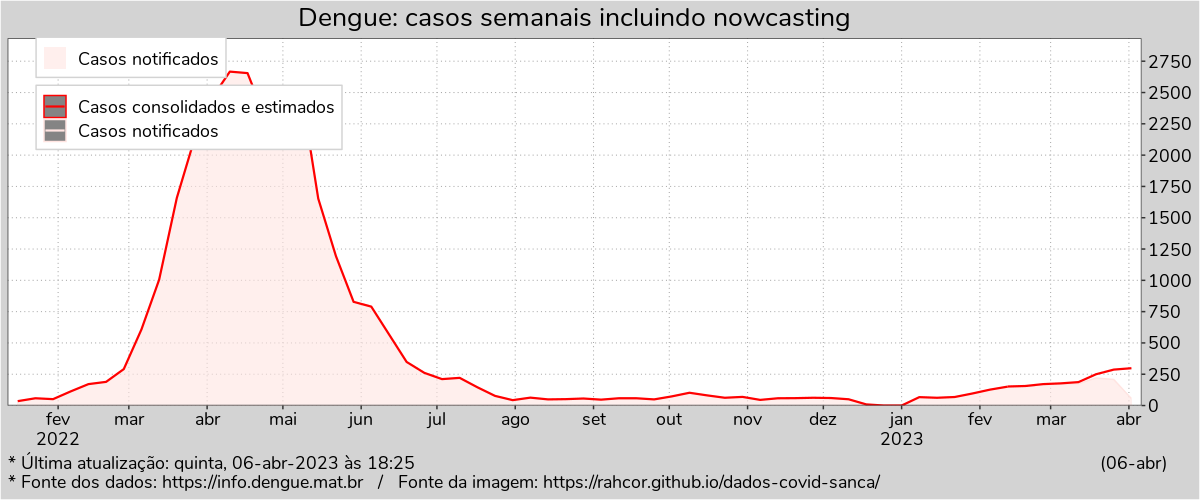 Dengue: casos semanais incluindo nowcasting
Casos notificados
Casos consolidados e estimados
Casos notificados
2750
2500
2250
2000
1750
1500
1250
1000
750
500
250
0
fev mar abr mai jun jul ago set out nov dez jan fev mar abr
2022 2023
* Última atualização: quinta, 06-abr-2023 às 18:25 (06-abr)
* Fonte dos dados: https://info.dengue.mat.br / Fonte da imagem: https://rahcor.github.io/dados-covid-sanca/